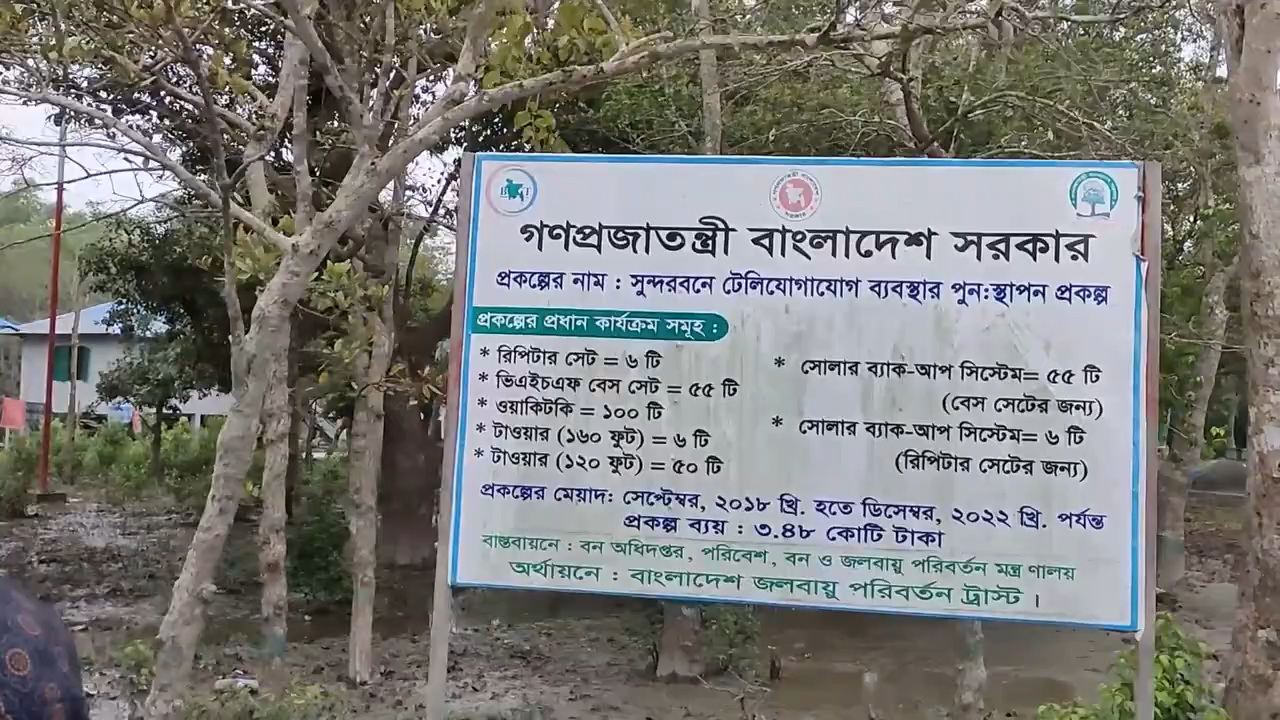 গণপ্রজাতন্ত্রী বাংলাদেশ সরকার
প্রকল্পের নাম : সুন্দরবনে টেলিযোগাযোগ ব্যবস্থার পুন:স্থাপন প্রকল্প
প্রকল্পের প্রধান কার্যক্রম সমূহ :
* রিপিটার সেট = ৬ টি
* ভিএইচএফ বেস সেট = ৫৫ টি
* ওয়াকিটকি = ১০০ টি
* টাওয়ার (১৬০ ফুট) = ৬ টি
* টাওয়ার (১২০ ফুট) = ৫০ টি
* সোলার ব্যাক-আপ সিস্টেম= ৫৫ টি
(বেস সেটের জন্য)
* সোলার ব্যাক-আপ সিস্টেম= ৬ টি
(রিপিটার সেটের জন্য)
প্রকল্পের মেয়াদ: সেপ্টেম্বর, ২০১৮ খ্রি. হতে ডিসেম্বর, ২০২২ খ্রি. পর্যন্ত
প্রকল্প ব্যয় : ৩.৪৮ কোটি টাকা
বাস্তবায়নে : বন অধিদপ্তর, পরিবেশ, বন ও জলবায়ু পরিবর্তন মন্ত্র ণালয়
অর্থায়নে : বাংলাদেশ জলবায়ু পরিবর্তন ট্রাস্ট ।